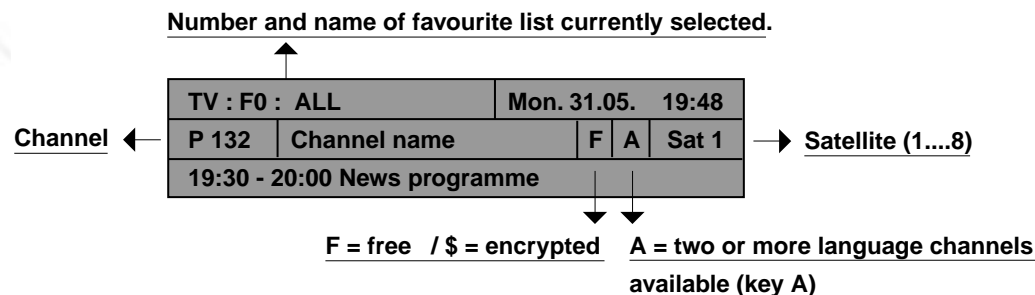 Number and name of favourite list currently selected.
TV : F0 : ALL Mon. 31.05. 19:48
Channel P 132 Channel name F A Sat 1 Satellite (1....8)
19:30 - 20:00 News programme
F = free / $ = encrypted A = two or more language channels
available (key A)